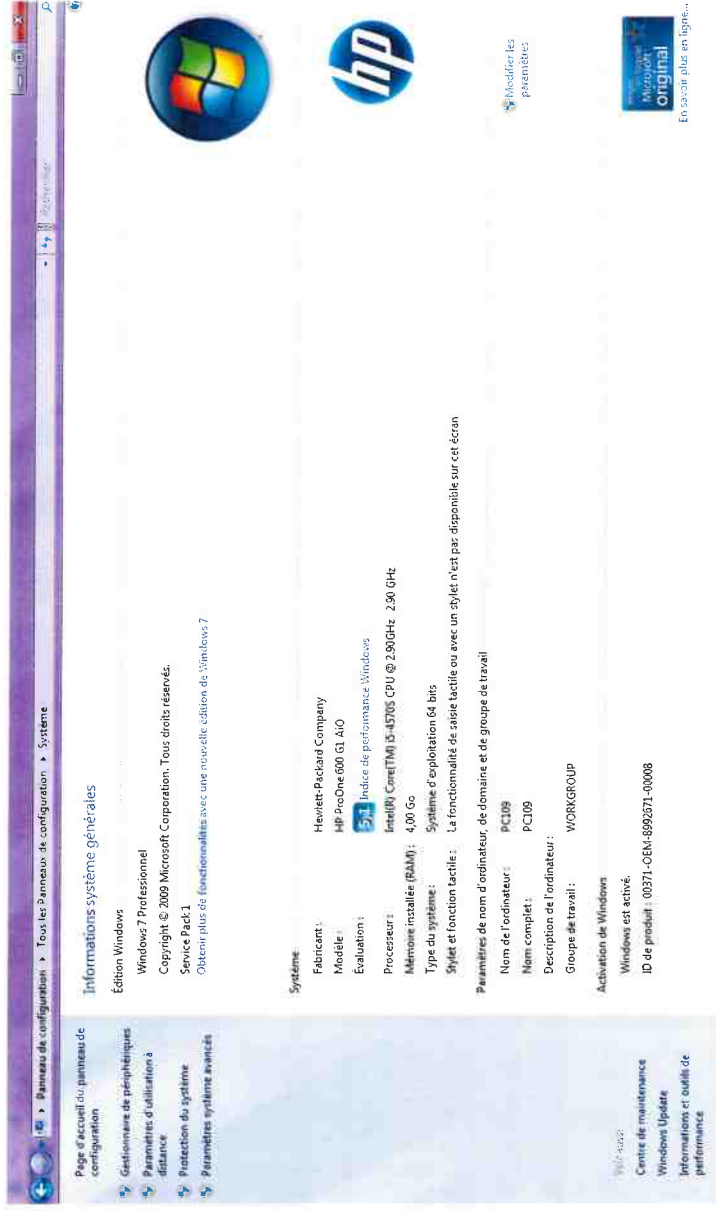 Panneau de configuration ▸ Tous les Panneaux de configuration ▸ Système
Rechercher
Page d'accueil du panneau de configuration
Gestionnaire de périphériques
Paramètres d'utilisation à distance
Protection du système
Paramètres système avancés
Voir aussi
Centre de maintenance
Windows Update
Informations et outils de performance
Informations système générales
Édition Windows
Windows 7 Professionnel
Copyright © 2009 Microsoft Corporation. Tous droits réservés.
Service Pack 1
Obtenir plus de fonctionnalités avec une nouvelle édition de Windows 7
Système
Fabricant : Hewlett-Packard Company
Modèle : HP ProOne 600 G1 AiO
Évaluation : 5,1 Indice de performance Windows
Processeur : Intel(R) Core(TM) i5-4570S CPU @ 2.90GHz 2.90 GHz
Mémoire installée (RAM) : 4,00 Go
Type du système : Système d'exploitation 64 bits
Stylet et fonction tactile : La fonctionnalité de saisie tactile ou avec un stylet n'est pas disponible sur cet écran
hp
Paramètres de nom d'ordinateur, de domaine et de groupe de travail
Nom de l'ordinateur : PC109
Modifier les paramètres
Nom complet : PC109
Description de l'ordinateur :
Groupe de travail : WORKGROUP
Activation de Windows
Windows est activé.
ID de produit : 00371-OEM-8992671-00008
Microsoft
original
En savoir plus en ligne...